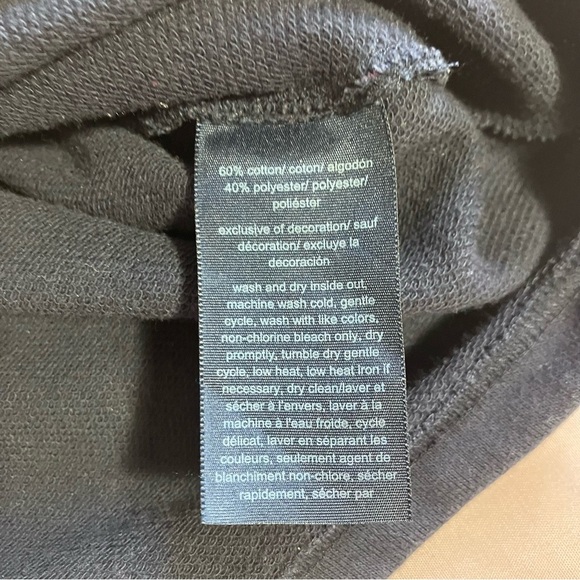 60% cotton/ coton/ algodón
40% polyester/ polyester/
poliéster
exclusive of decoration/ sauf
décoration/ excluye la
decoración
wash and dry inside out,
machine wash cold, gentle
cycle, wash with like colors,
non-chlorine bleach only, dry
promptly, tumble dry gentle
cycle, low heat, low heat iron if
necessary, dry clean/laver et
sécher à l'envers, laver à la
machine à l'eau froide, cycle
délicat, laver en séparant les
couleurs, seulement agent de
blanchiment non-chlore, sécher
rapidement, sécher par